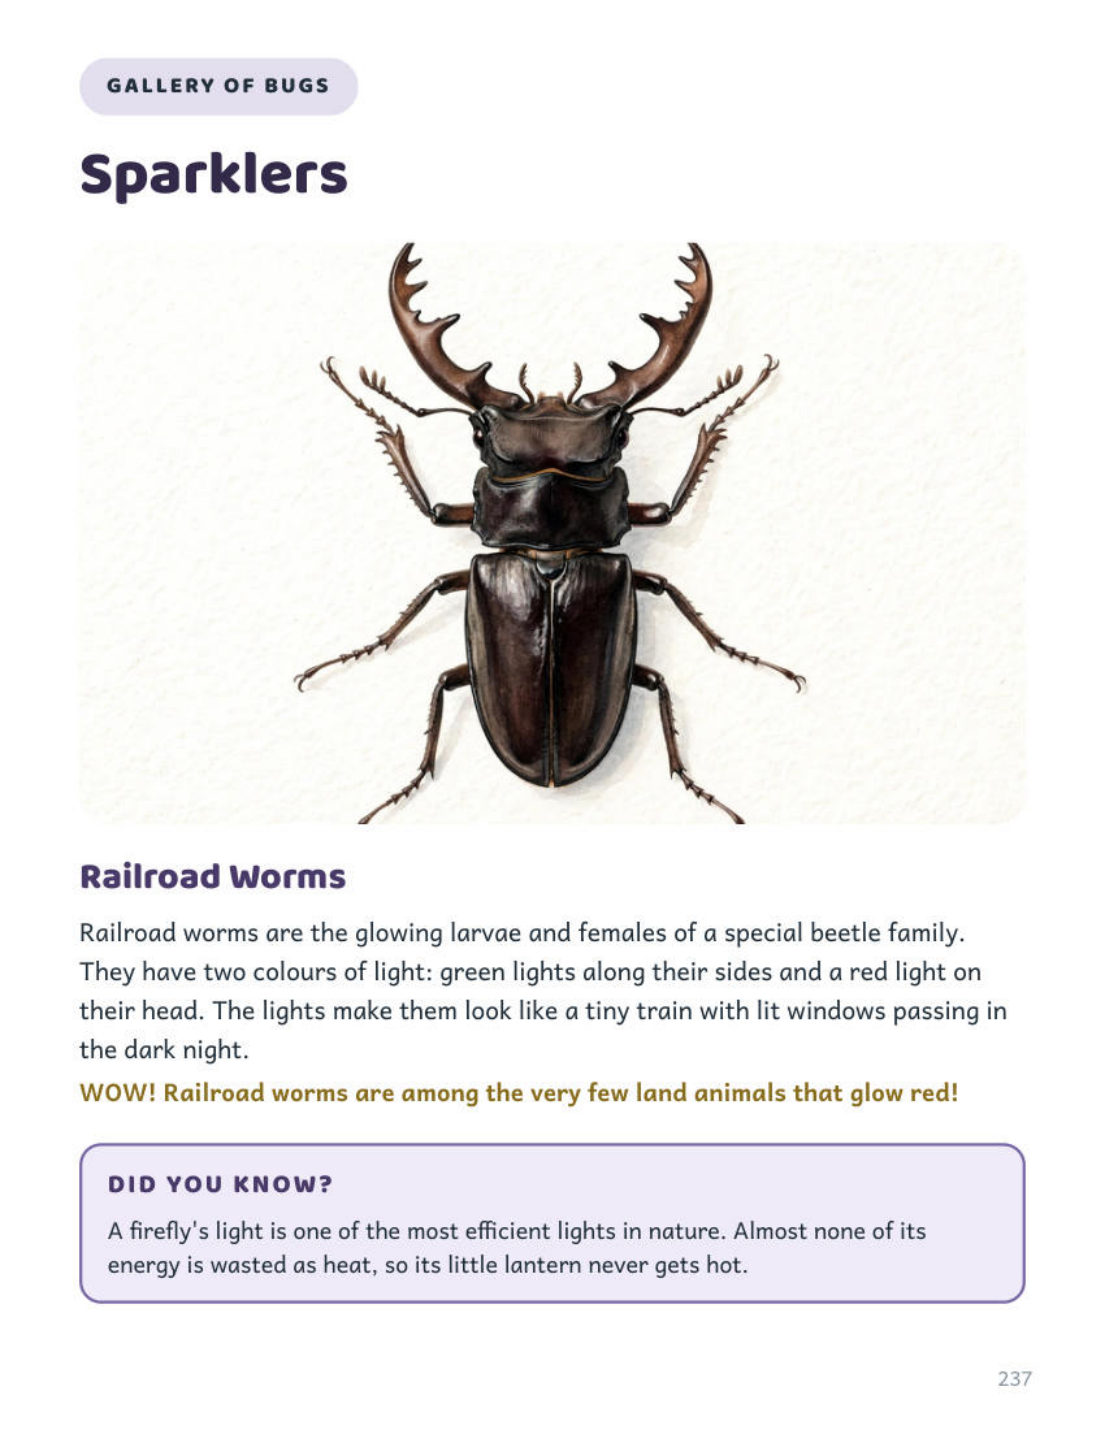 GALLERY OF BUGS
Sparklers
Railroad Worms
Railroad worms are the glowing larvae and females of a special beetle family.
They have two colours of light: green lights along their sides and a red light on
their head. The lights make them look like a tiny train with lit windows passing in
the dark night.
WOW! Railroad worms are among the very few land animals that glow red!
DID YOU KNOW?
A firefly's light is one of the most efficient lights in nature. Almost none of its
energy is wasted as heat, so its little lantern never gets hot.
237